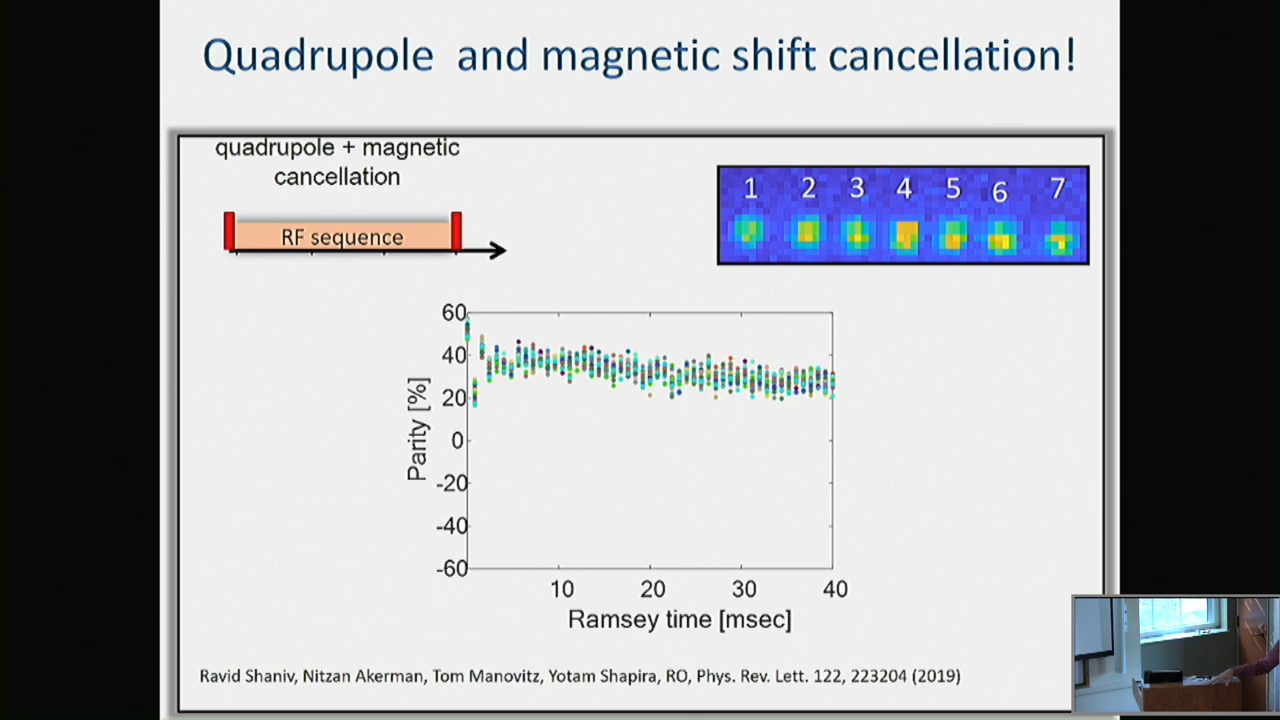 Quadrupole and magnetic shift cancellation!
quadrupole + magnetic
cancellation
RF sequence
1 2 3 4 5 6 7
60
40
20
0
-20
-40
-60
Parity [%]
10 20 30 40
Ramsey time [msec]
Ravid Shaniv, Nitzan Akerman, Tom Manovitz, Yotam Shapira, RO, Phys. Rev. Lett. 122, 223204 (2019)